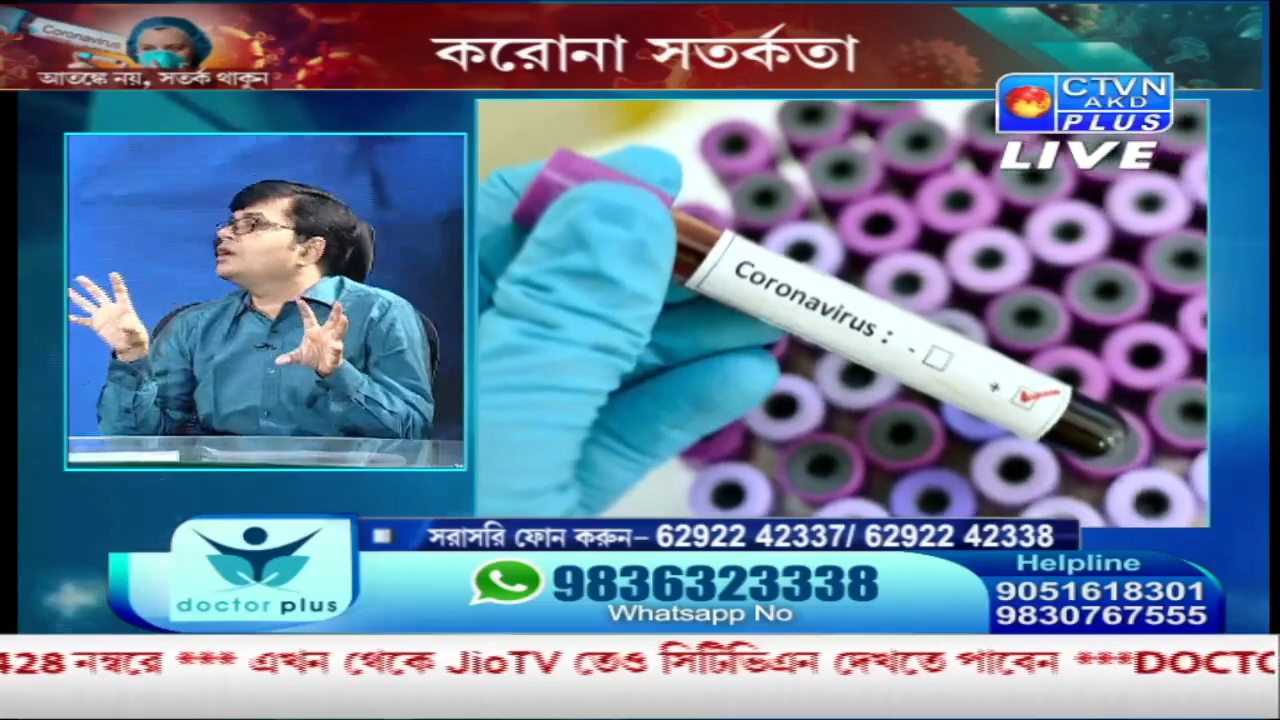 Coronavirus
আতঙ্কে নয়, সতর্ক থাকুন
করোনা সতর্কতা
CTVN
AKD
PLUS
LIVE
Coronavirus :
-
+
সরাসরি ফোন করুন– 62922 42337/ 62922 42338
doctor plus
9836323338
Whatsapp No
Helpline
9051618301
9830767555
428 নম্বরে *** এখন থেকে JioTV তেও সিটিভিএন দেখতে পাবেন ***DOCTO